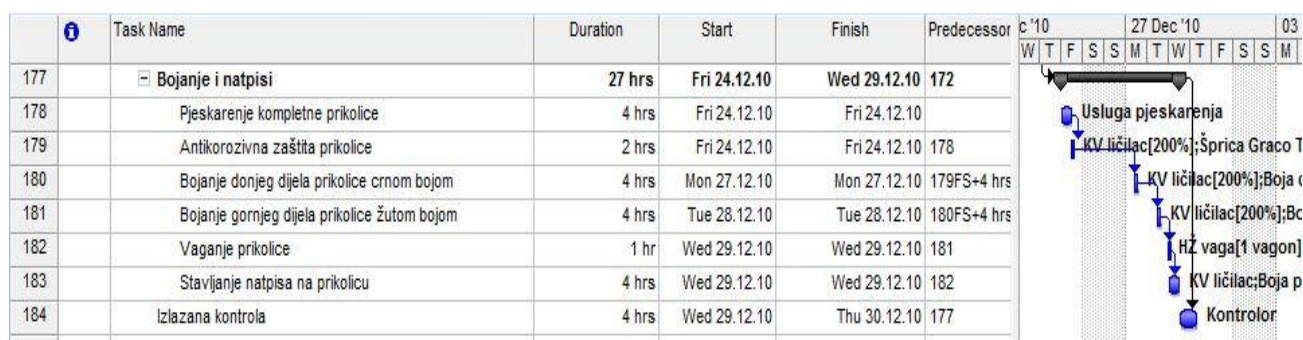 Task Name Duration Start Finish Predecessor c '10 27 Dec '10 03
W T F S S M T W T F S S M
177 Bojanje i natpisi 27 hrs Fri 24.12.10 Wed 29.12.10 172
178 Pjeskarenje kompletne prikolice 4 hrs Fri 24.12.10 Fri 24.12.10 Usluga pjeskarenja
179 Antikorozivna zaštita prikolice 2 hrs Fri 24.12.10 Fri 24.12.10 178 KV ličilac[200%];Šprica Graco T
180 Bojanje donjeg dijela prikolice crnom bojom 4 hrs Mon 27.12.10 Mon 27.12.10 179FS+4 hrs KV ličilac[200%];Boja
181 Bojanje gornjeg dijela prikolice žutom bojom 4 hrs Tue 28.12.10 Tue 28.12.10 180FS+4 hrs KV ličilac[200%];Bo
182 Vaganje prikolice 1 hr Wed 29.12.10 Wed 29.12.10 181 HŽ vaga[1 vagon]
183 Stavljanje natpisa na prikolicu 4 hrs Wed 29.12.10 Wed 29.12.10 182 KV ličilac;Boja p
184 Izlazana kontrola 4 hrs Wed 29.12.10 Thu 30.12.10 177 Kontrolor